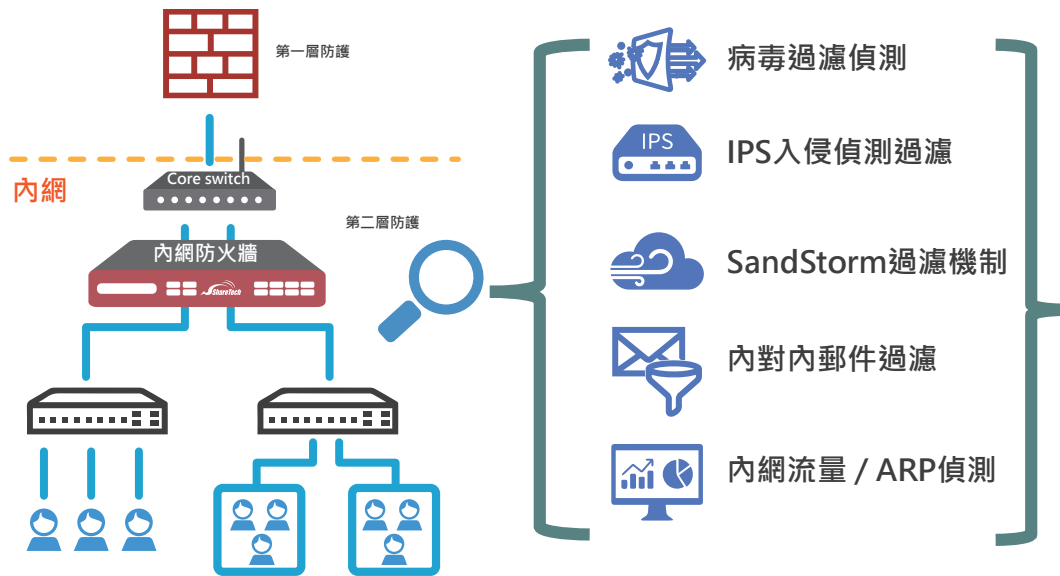 第一層防護
Core switch
內網
第二層防護
內網防火牆
ShareTech
病毒過濾偵測
IPS
IPS入侵偵測過濾
SandStorm過濾機制
內對內郵件過濾
內網流量 / ARP偵測